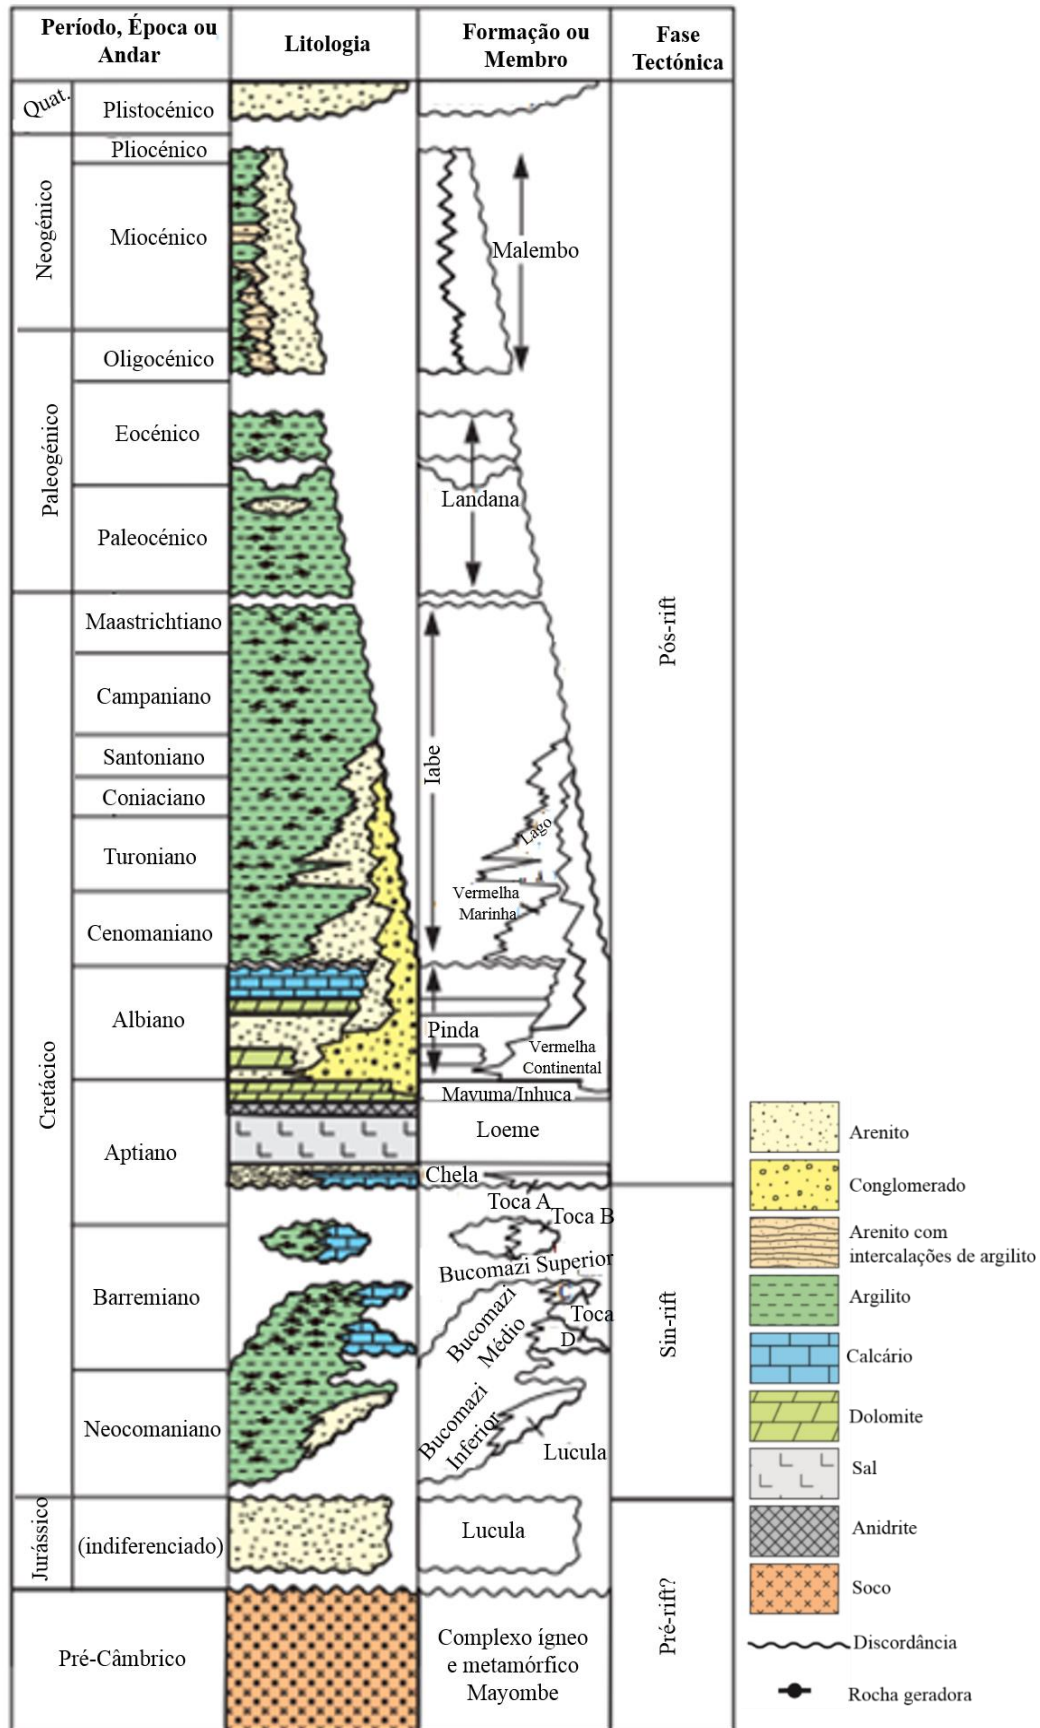 Período, Época ou
Andar
Litologia
Formação ou
Membro
Fase
Tectónica
Quat.
Plistocénico
Neogénico
Pliocénico
Miocénico
Malembo
Paleogénico
Oligocénico
Eocénico
Landana
Paleocénico
Pós-rift
Cretácico
Maastrichtiano
Campaniano
Santoniano
Iabe
Coniaciano
Turoniano
Lago
Vermelha
Marinha
Cenomaniano
Albiano
Pinda
Vermelha
Continental
Mavuma/Inhuca
Aptiano
Loeme
Chela
Toca A
Toca B
Bucomazi Superior
Barremiano
Bucomazi
Médio
C
Toca
D
Sin-rift
Neocomaniano
Bucomazi
Inferior
Lucula
Jurássico
(indiferenciado)
Lucula
Pré-rift?
Pré-Câmbrico
Complexo ígneo
e metamórfico
Mayombe
Arenito
Conglomerado
Arenito com
intercalações de argilito
Argilito
Calcário
Dolomite
Sal
Anidrite
Soco
Discordância
Rocha geradora